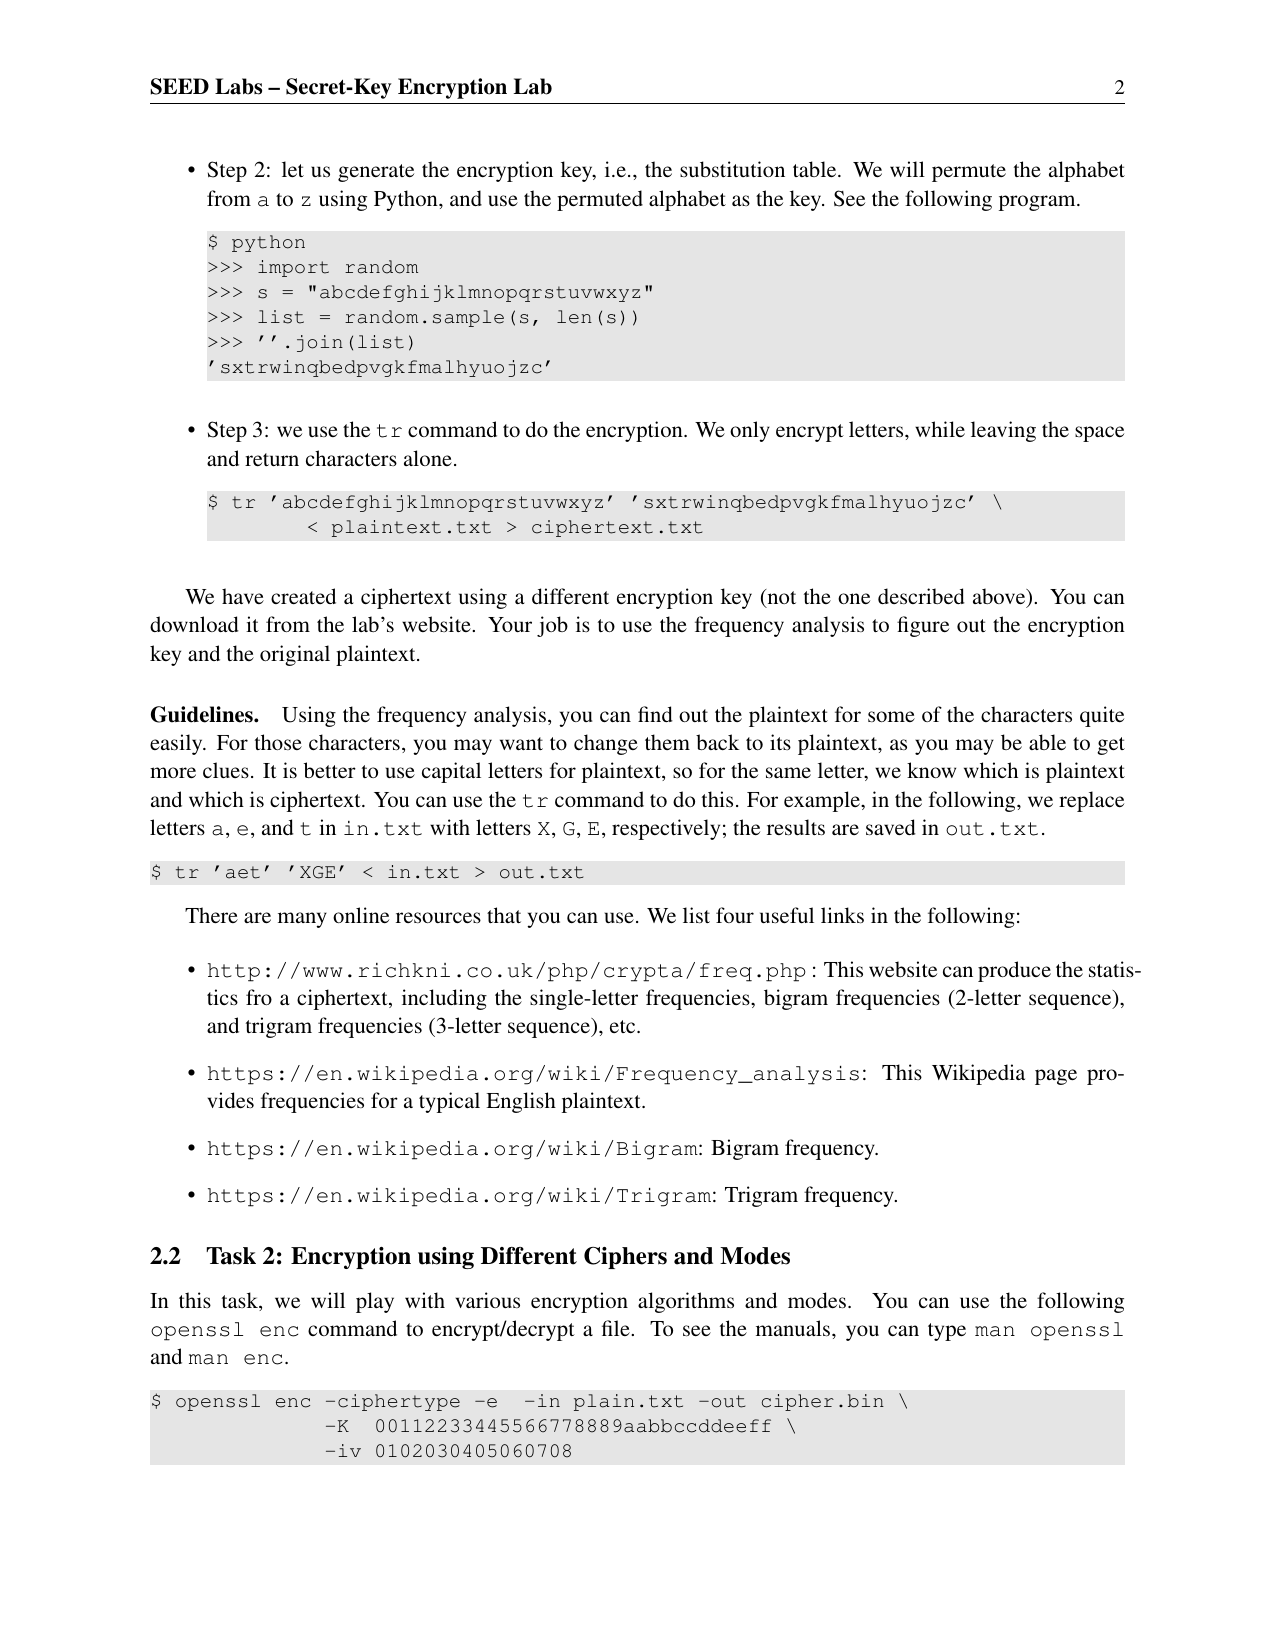 SEED Labs – Secret-Key Encryption Lab 2
• Step 2: let us generate the encryption key, i.e., the substitution table. We will permute the alphabet
from a to z using Python, and use the permuted alphabet as the key. See the following program.
$ python
>>> import random
>>> s = "abcdefghijklmnopqrstuvwxyz"
>>> list = random.sample(s, len(s))
>>> ’’.join(list)
’sxtrwinqbedpvgkfmalhyuojzc’
• Step 3: we use the tr command to do the encryption. We only encrypt letters, while leaving the space
and return characters alone.
$ tr ’abcdefghijklmnopqrstuvwxyz’ ’sxtrwinqbedpvgkfmalhyuojzc’ \
< plaintext.txt > ciphertext.txt
We have created a ciphertext using a different encryption key (not the one described above). You can
download it from the lab’s website. Your job is to use the frequency analysis to figure out the encryption
key and the original plaintext.
Guidelines. Using the frequency analysis, you can find out the plaintext for some of the characters quite
easily. For those characters, you may want to change them back to its plaintext, as you may be able to get
more clues. It is better to use capital letters for plaintext, so for the same letter, we know which is plaintext
and which is ciphertext. You can use the tr command to do this. For example, in the following, we replace
letters a, e, and t in in.txt with letters X, G, E, respectively; the results are saved in out.txt.
$ tr ’aet’ ’XGE’ < in.txt > out.txt
There are many online resources that you can use. We list four useful links in the following:
• http://www.richkni.co.uk/php/crypta/freq.php : This website can produce the statis-
tics fro a ciphertext, including the single-letter frequencies, bigram frequencies (2-letter sequence),
and trigram frequencies (3-letter sequence), etc.
• https://en.wikipedia.org/wiki/Frequency_analysis: This Wikipedia page pro-
vides frequencies for a typical English plaintext.
• https://en.wikipedia.org/wiki/Bigram: Bigram frequency.
• https://en.wikipedia.org/wiki/Trigram: Trigram frequency.
2.2 Task 2: Encryption using Different Ciphers and Modes
In this task, we will play with various encryption algorithms and modes. You can use the following
openssl enc command to encrypt/decrypt a file. To see the manuals, you can type man openssl
and man enc.
$ openssl enc -ciphertype -e -in plain.txt -out cipher.bin \
-K 00112233445566778889aabbccddeeff \
-iv 0102030405060708